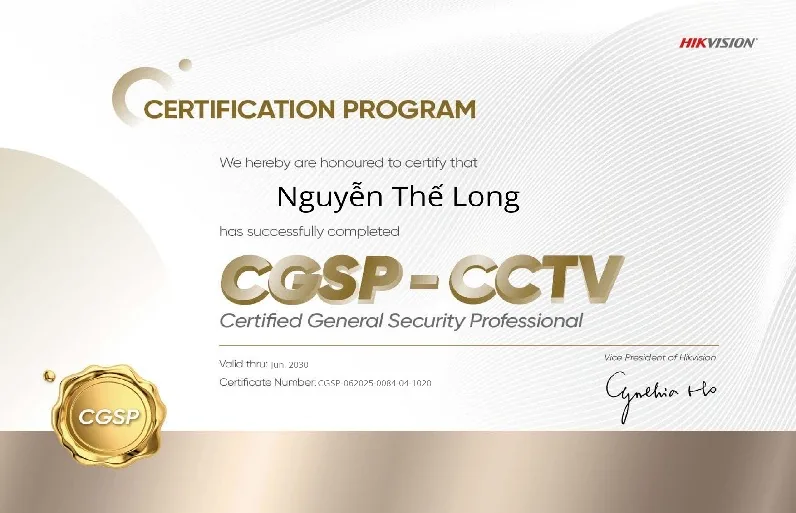 HIKVISION
CERTIFICATION PROGRAM
We hereby are honoured to certify that
Nguyễn Thế Long
has successfully completed
CGSP - CCTV
Certified General Security Professional
Valid thru: Jun. 2030
Vice President of Hikvision
Certificate Number: CGSP-062025-0084-04-1020
Cynthia Ho
CGSP